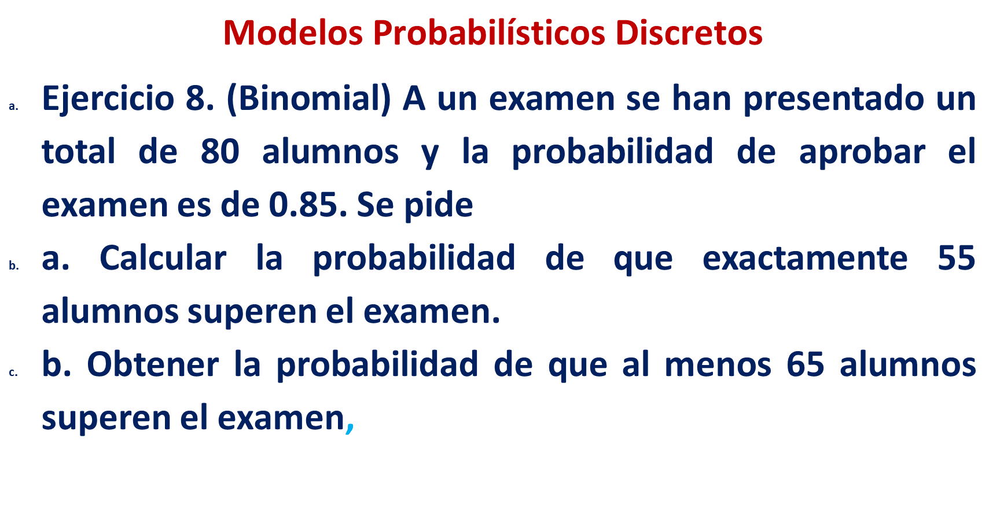 Modelos Probabilísticos Discretos
a. Ejercicio 8. (Binomial) A un examen se han presentado un
total de 80 alumnos y la probabilidad de aprobar el
examen es de 0.85. Se pide
b. a. Calcular la probabilidad de que exactamente 55
alumnos superen el examen.
c. b. Obtener la probabilidad de que al menos 65 alumnos
superen el examen,